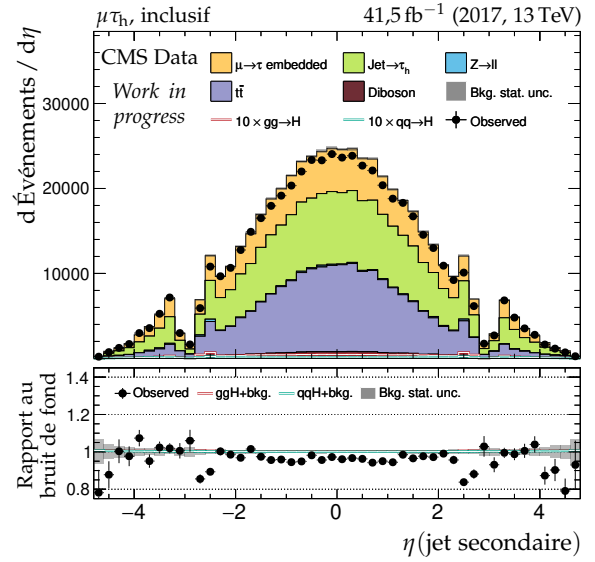 μτh, inclusif 41,5 fb⁻¹ (2017, 13 TeV)
CMS Data
Work in
progress
μ→τ embedded Jet→τh Z→ll
tt̄ Diboson Bkg. stat. unc.
10 × gg→H 10 × qq→H Observed
dÉvénements / dη
30000
20000
10000
Observed ggH+bkg. qqH+bkg. Bkg. stat. unc.
Rapport au
bruit de fond
1.4
1.2
1
0.8
−4 −2 0 2 4
η (jet secondaire)